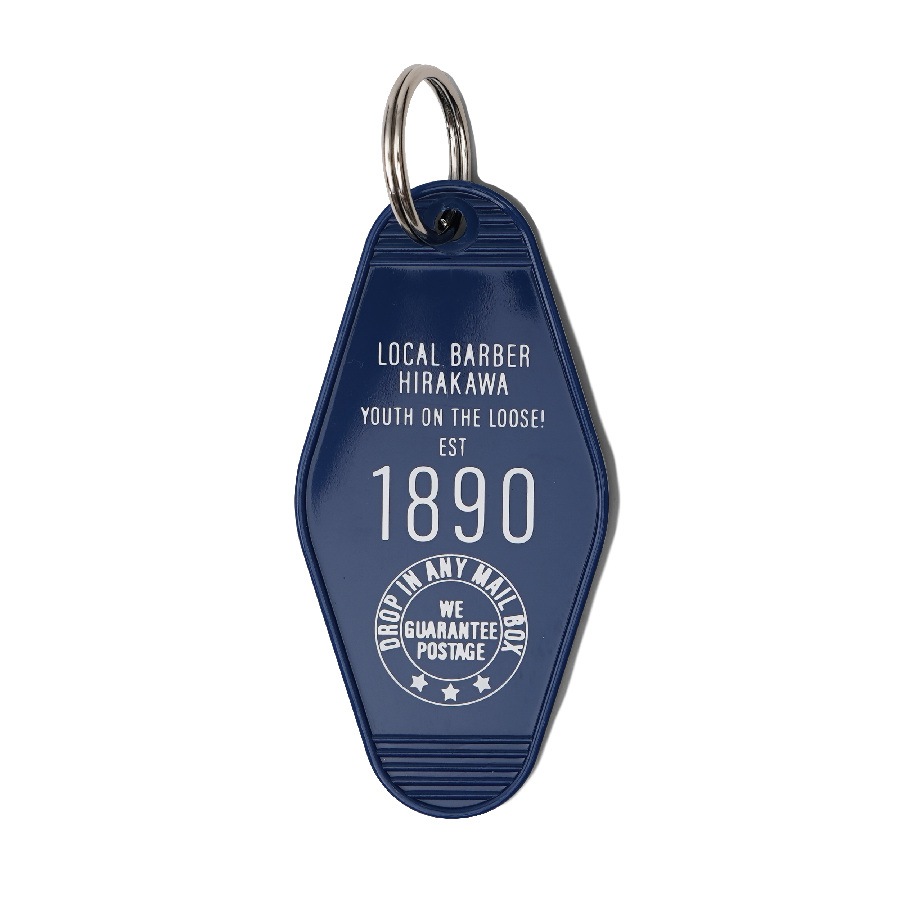 LOCAL BARBER
HIRAKAWA
YOUTH ON THE LOOSE!
EST
1890
DROP IN ANY MAIL BOX
WE
GUARANTEE
POSTAGE